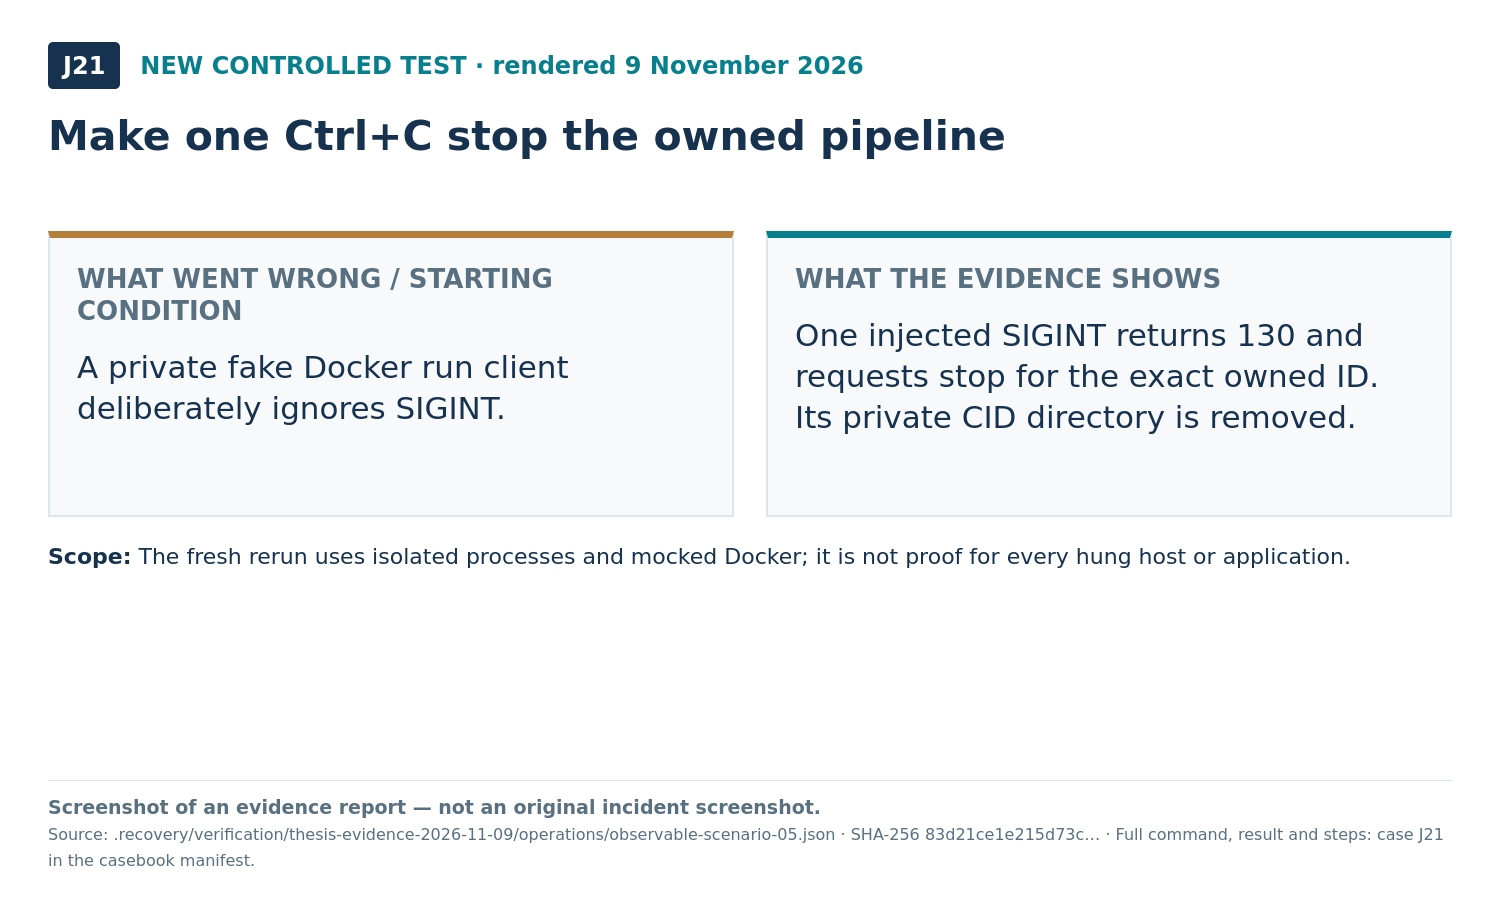 J21
NEW CONTROLLED TEST · rendered 9 November 2026
Make one Ctrl+C stop the owned pipeline
WHAT WENT WRONG / STARTING
CONDITION
A private fake Docker run client
deliberately ignores SIGINT.
WHAT THE EVIDENCE SHOWS
One injected SIGINT returns 130 and
requests stop for the exact owned ID.
Its private CID directory is removed.
Scope: The fresh rerun uses isolated processes and mocked Docker; it is not proof for every hung host or application.
Screenshot of an evidence report — not an original incident screenshot.
Source: .recovery/verification/thesis-evidence-2026-11-09/operations/observable-scenario-05.json · SHA-256 83d21ce1e215d73c… · Full command, result and steps: case J21
in the casebook manifest.